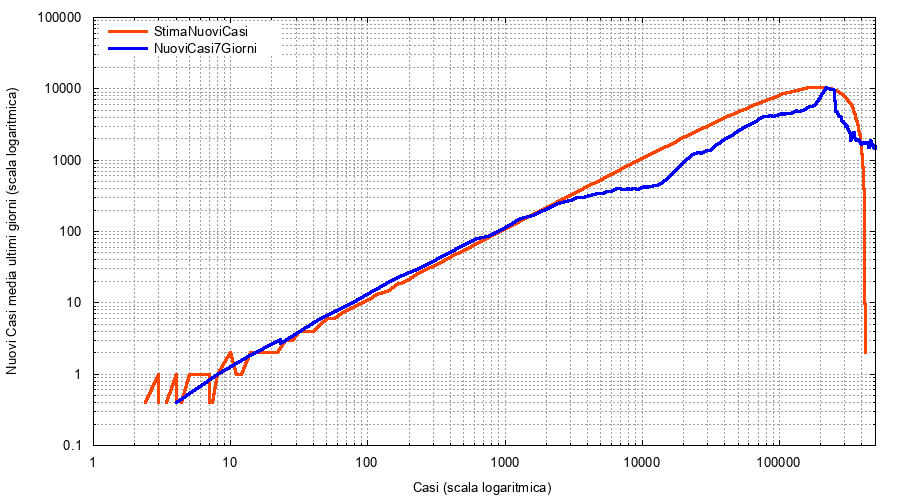 100000
10000
1000
100
10
1
0.1
StimaNuoviCasi
NuoviCasi7Giorni
Nuovi Casi media ultimi giorni (scala logaritmica)
1 10 100 1000 10000 100000
Casi (scala logaritmica)